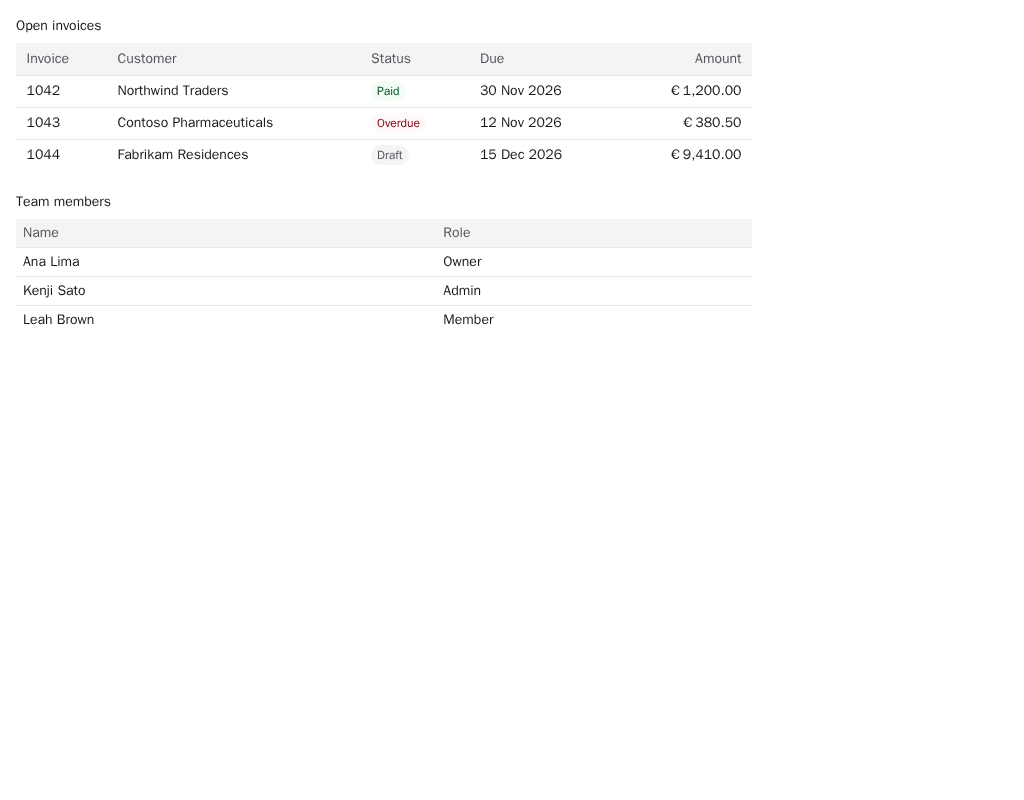 Open invoices
Invoice Customer Status Due Amount
1042 Northwind Traders Paid 30 Nov 2026 € 1,200.00
1043 Contoso Pharmaceuticals Overdue 12 Nov 2026 € 380.50
1044 Fabrikam Residences Draft 15 Dec 2026 € 9,410.00
Team members
Name Role
Ana Lima Owner
Kenji Sato Admin
Leah Brown Member